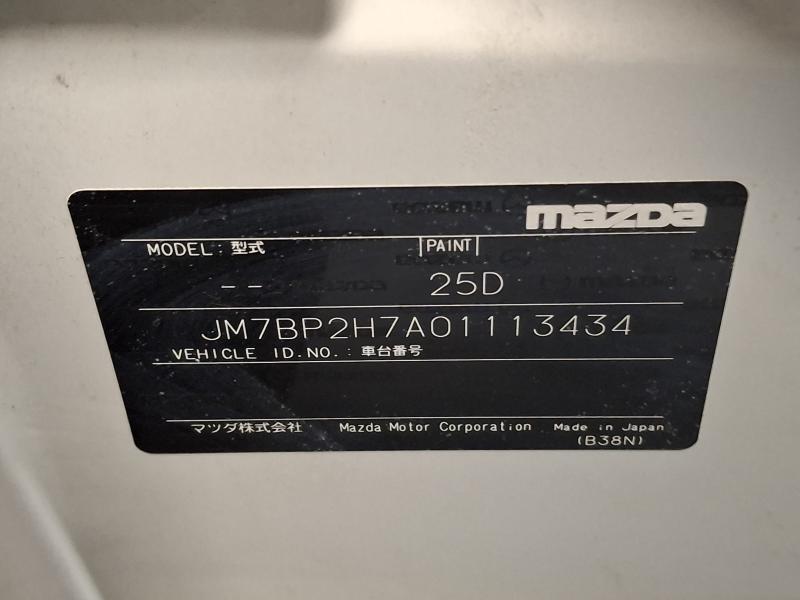 mazda
MODEL : 型式 PAINT
-- 25D
JM7BP2H7A01113434
VEHICLE ID.NO. : 車台番号
マツダ株式会社 Mazda Motor Corporation Made in Japan
(B38N)